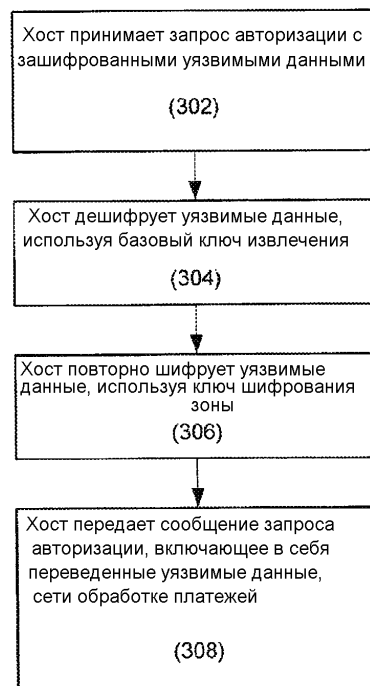 Хост принимает запрос авторизации с
зашифрованными уязвимыми данными
(302)
Хост дешифрует уязвимые данные,
используя базовый ключ извлечения
(304)
Хост повторно шифрует уязвимые
данные, используя ключ шифрования
зоны
(306)
Хост передает сообщение запроса
авторизации, включающее в себя
переведенные уязвимые данные,
сети обработке платежей
(308)